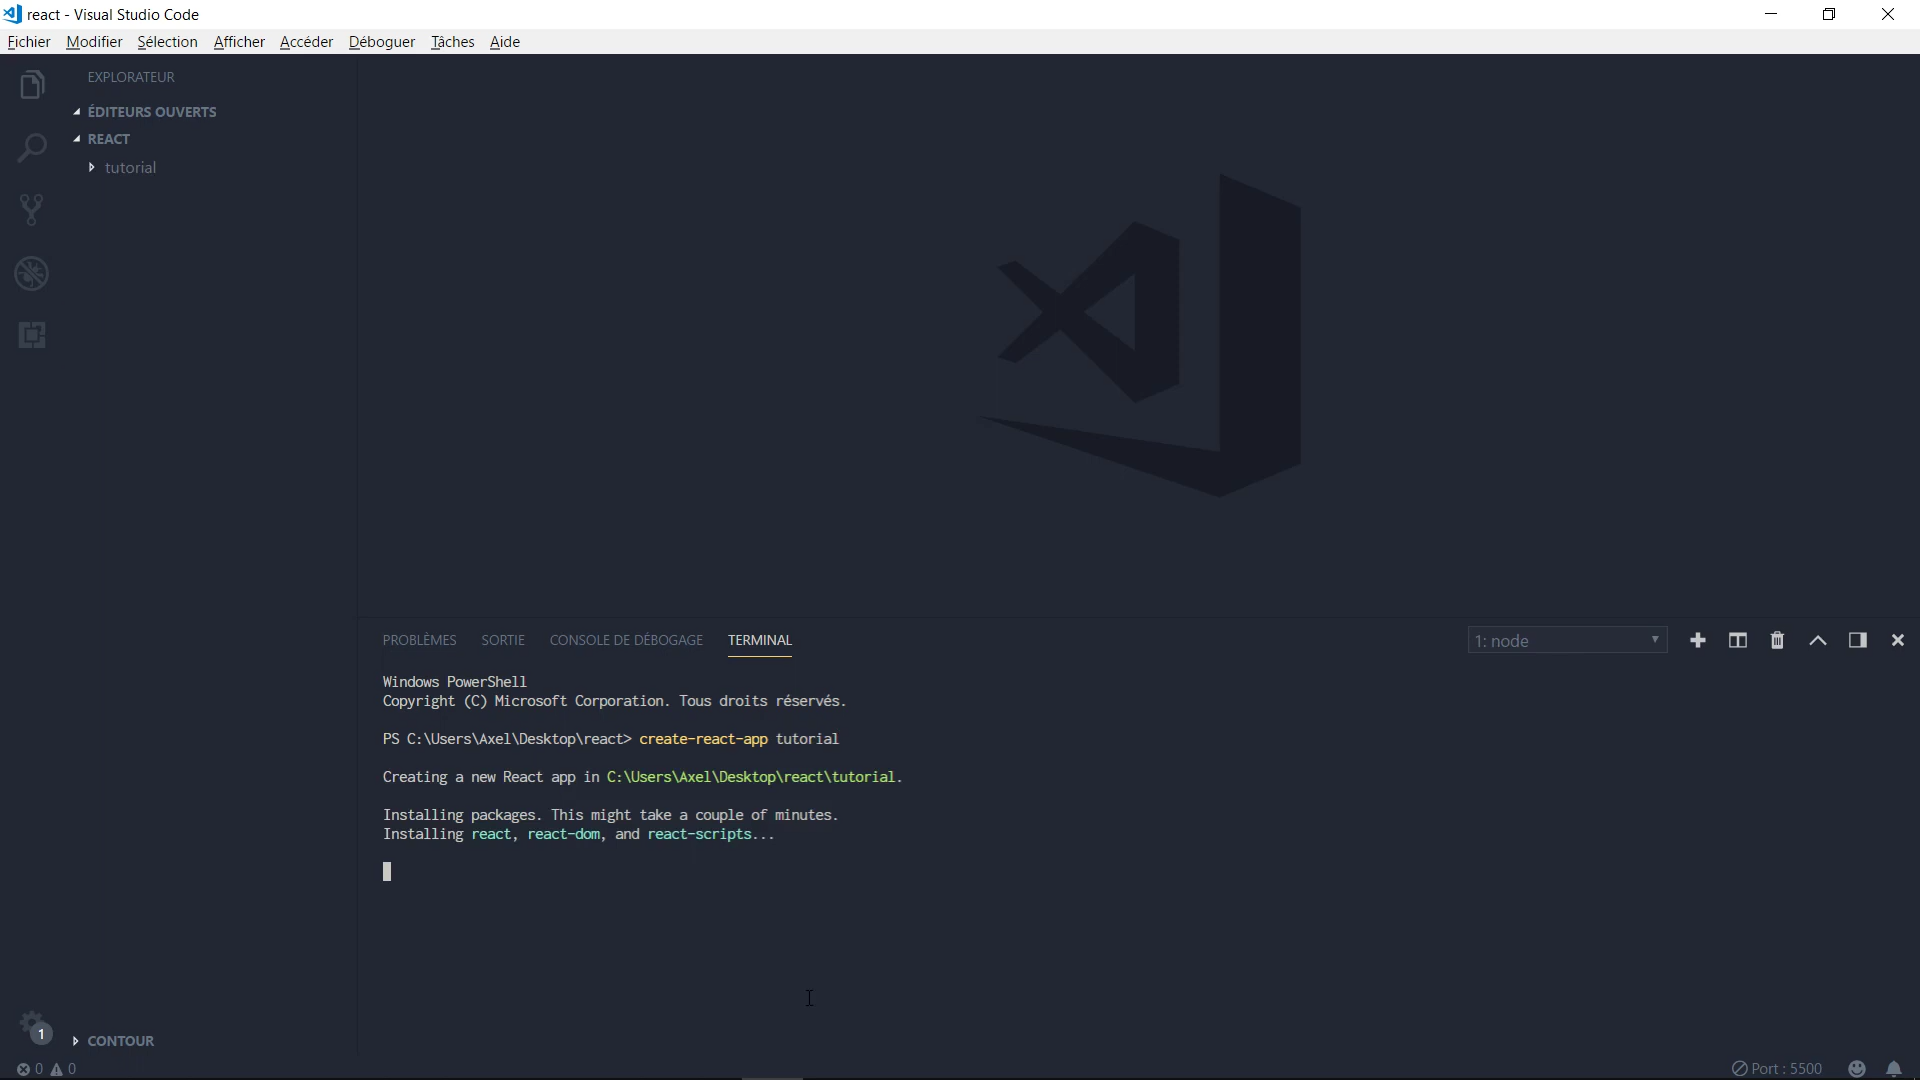 react - Visual Studio Code
Fichier Modifier Sélection Afficher Accéder Déboguer Tâches Aide
EXPLORATEUR
ÉDITEURS OUVERTS
REACT
tutorial
PROBLÈMES SORTIE CONSOLE DE DÉBOGAGE TERMINAL
1: node
Windows PowerShell
Copyright (C) Microsoft Corporation. Tous droits réservés.
PS C:\Users\Axel\Desktop\react> create-react-app tutorial
Creating a new React app in C:\Users\Axel\Desktop\react\tutorial.
Installing packages. This might take a couple of minutes.
Installing react, react-dom, and react-scripts...
1
CONTOUR
0 0
Port : 5500